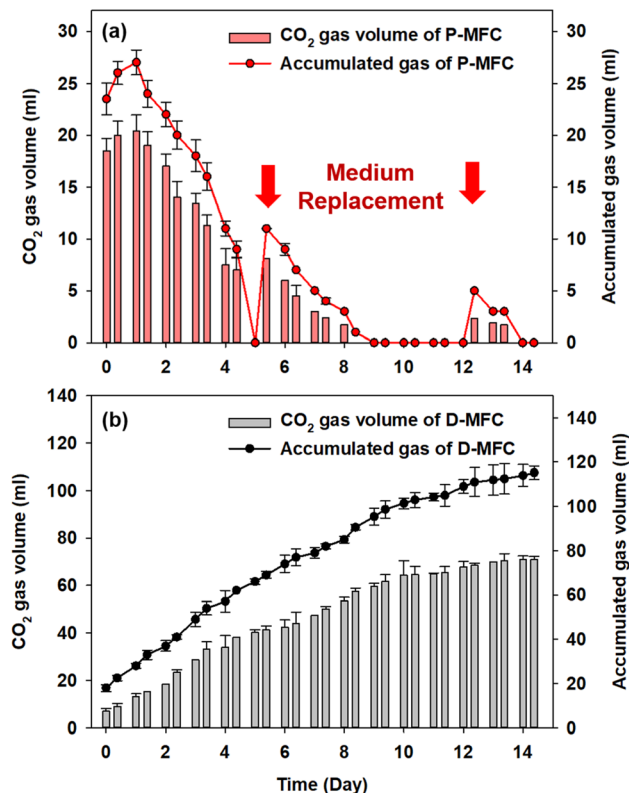 (a)
CO2 gas volume of P-MFC
Accumulated gas of P-MFC
Medium
Replacement
CO2 gas volume (ml)
Accumulated gas volume (ml)
30
25
20
15
10
5
0
30
25
20
15
10
5
0
0 2 4 6 8 10 12 14
(b)
CO2 gas volume of D-MFC
Accumulated gas of D-MFC
CO2 gas volume (ml)
Accumulated gas volume (ml)
140
120
100
80
60
40
20
0
140
120
100
80
60
40
20
0
0 2 4 6 8 10 12 14
Time (Day)